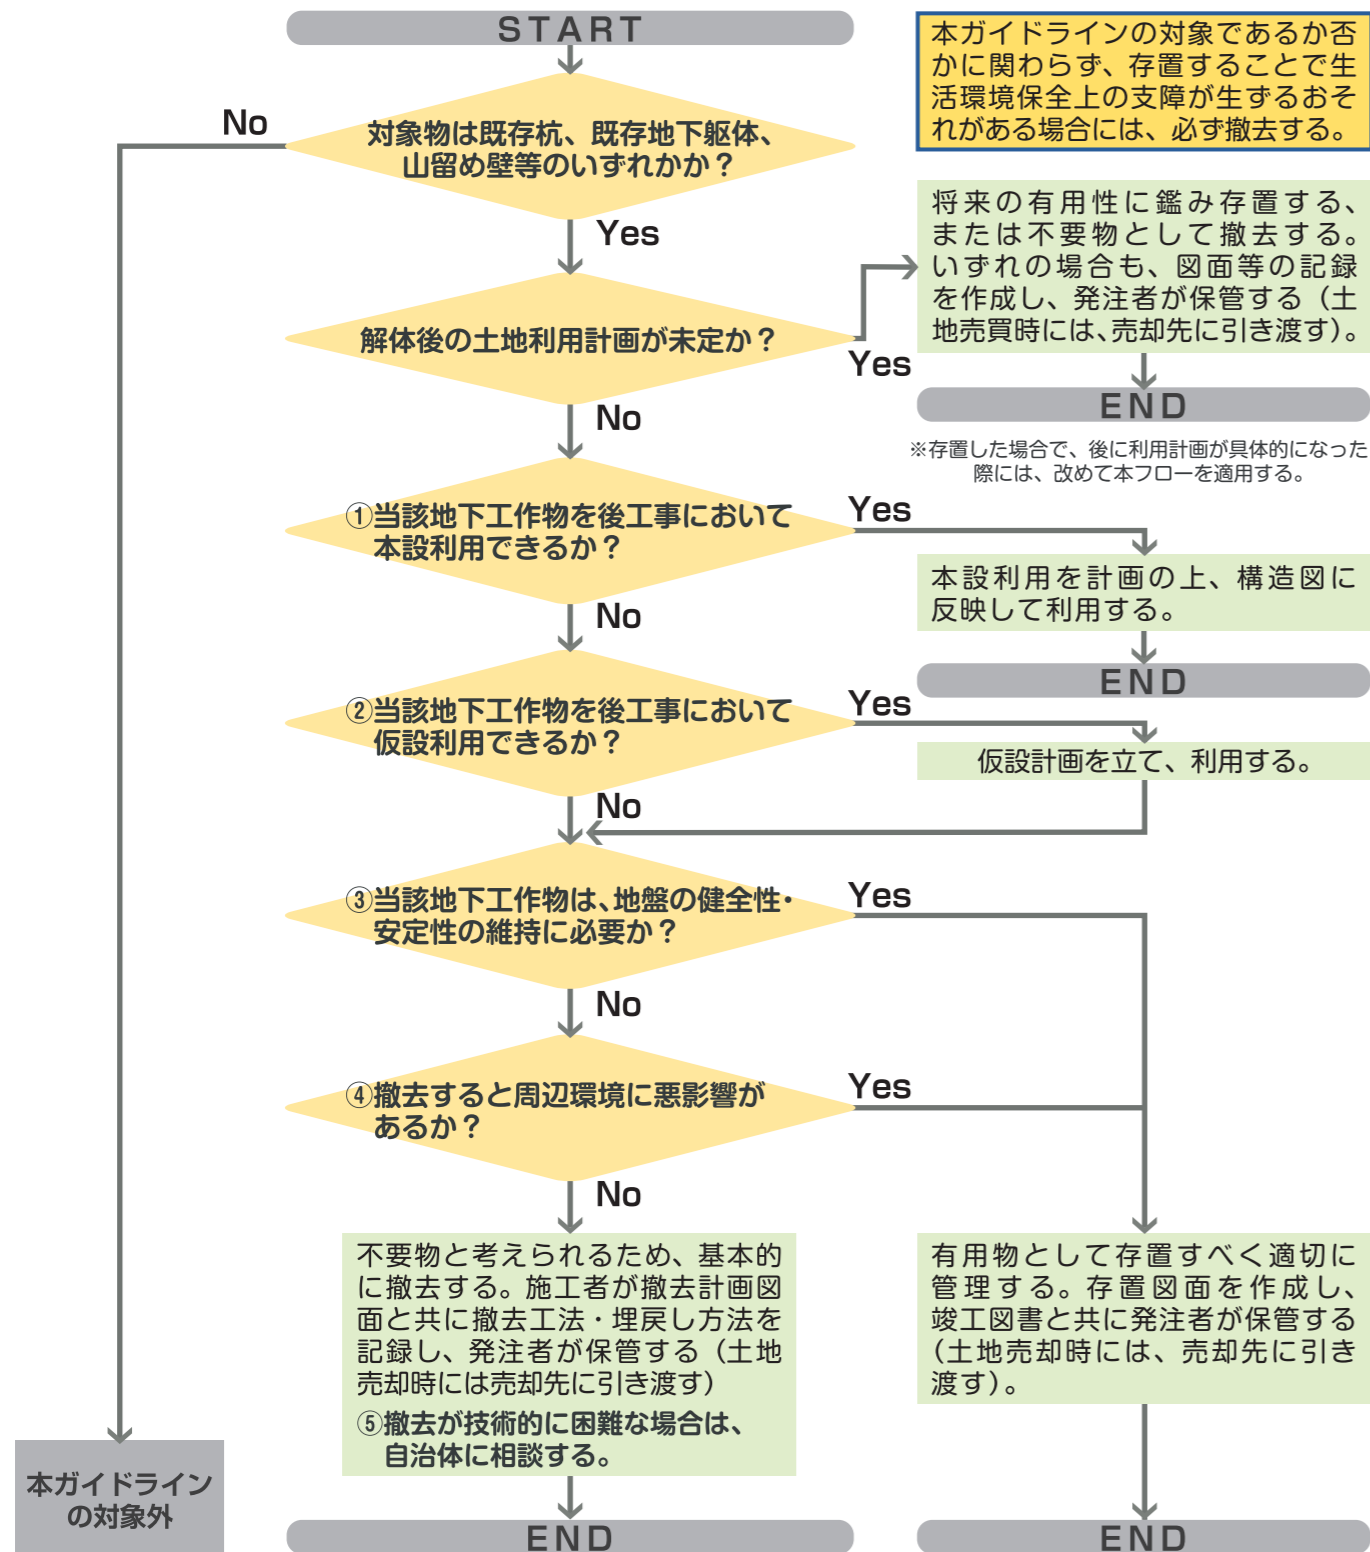 START
本ガイドラインの対象であるか否
かに関わらず、存置することで生
活環境保全上の支障が生ずるおそ
れがある場合には、必ず撤去する。
No
対象物は既存杭、既存地下躯体、
山留め壁等のいずれかか？
Yes
将来の有用性に鑑み存置する、
または不要物として撤去する。
いずれの場合も、図面等の記録
を作成し、発注者が保管する（土
地売買時には、売却先に引き渡す）。
解体後の土地利用計画が未定か？
Yes
END
※存置した場合で、後に利用計画が具体的になった
際には、改めて本フローを適用する。
No
①当該地下工作物を後工事において
本設利用できるか？
Yes
本設利用を計画の上、構造図に
反映して利用する。
END
No
②当該地下工作物を後工事において
仮設利用できるか？
Yes
仮設計画を立て、利用する。
No
③当該地下工作物は、地盤の健全性・
安定性の維持に必要か？
Yes
No
④撤去すると周辺環境に悪影響が
あるか？
Yes
No
不要物と考えられるため、基本的
に撤去する。施工者が撤去計画図
面と共に撤去工法・埋戻し方法を
記録し、発注者が保管する（土地
売却時には売却先に引き渡す）
⑤撤去が技術的に困難な場合は、
自治体に相談する。
END
有用物として存置すべく適切に
管理する。存置図面を作成し、
竣工図書と共に発注者が保管する
（土地売却時には、売却先に引き
渡す）。
END
本ガイドライン
の対象外